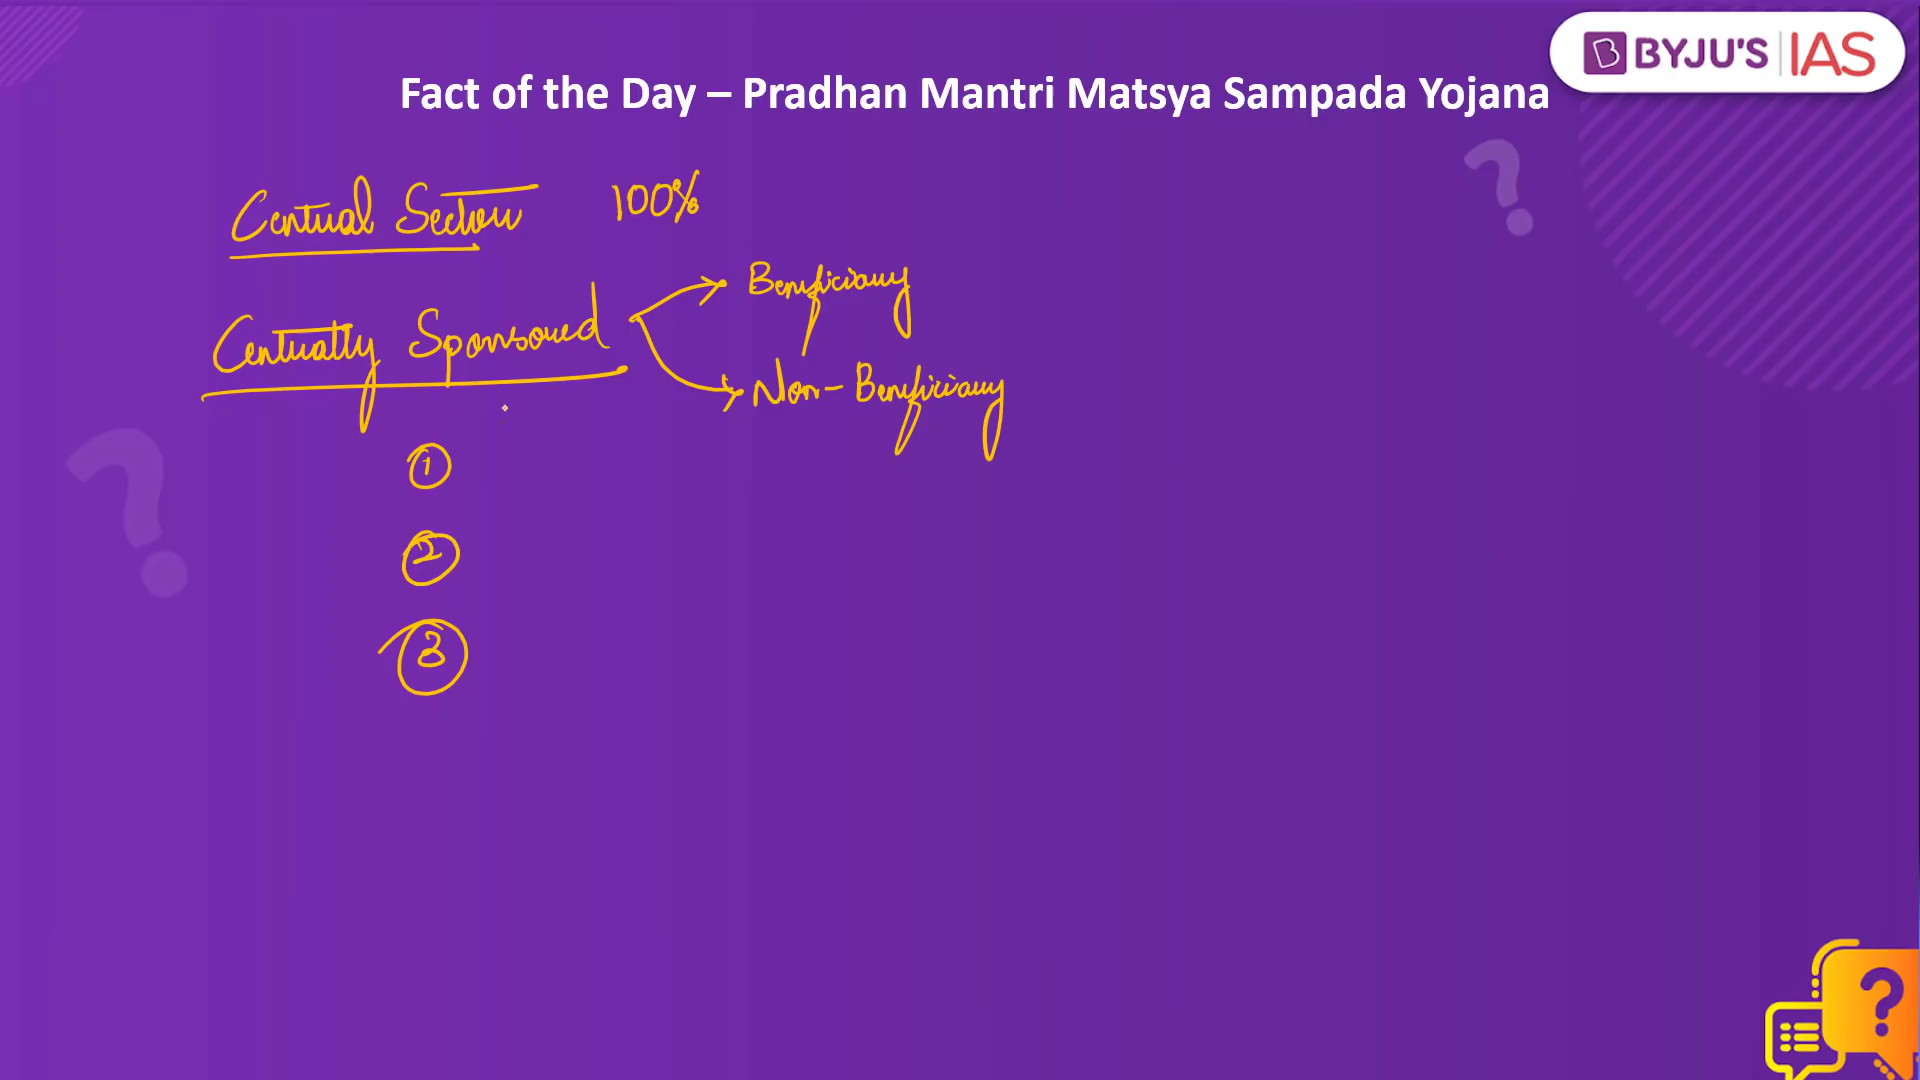 BYJU'S IAS
Fact of the Day – Pradhan Mantri Matsya Sampada Yojana
Central Sector 100%
Centrally Sponsored
Beneficiary
Non-Beneficiary
1
2
3